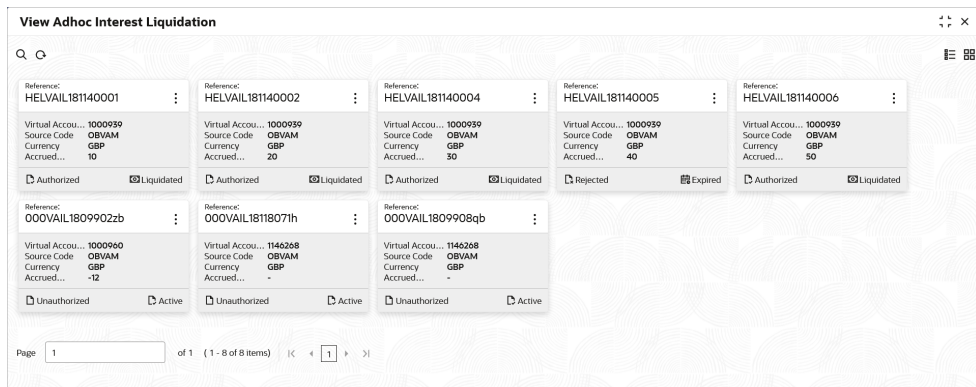 View Adhoc Interest Liquidation
Reference:
HELVAIL181140001
Virtual Accou... 1000939
Source Code OBVAM
Currency GBP
Accrued... 10
Authorized Liquidated
Reference:
HELVAIL181140002
Virtual Accou... 1000939
Source Code OBVAM
Currency GBP
Accrued... 20
Authorized Liquidated
Reference:
HELVAIL181140004
Virtual Accou... 1000939
Source Code OBVAM
Currency GBP
Accrued... 30
Authorized Liquidated
Reference:
HELVAIL181140005
Virtual Accou... 1000939
Source Code OBVAM
Currency GBP
Accrued... 40
Rejected Expired
Reference:
HELVAIL181140006
Virtual Accou... 1000939
Source Code OBVAM
Currency GBP
Accrued... 50
Authorized Liquidated
Reference:
000VAIL1809902zb
Virtual Accou... 1000960
Source Code OBVAM
Currency GBP
Accrued... -12
Unauthorized Active
Reference:
000VAIL18118071h
Virtual Accou... 1146268
Source Code OBVAM
Currency GBP
Accrued... -
Unauthorized Active
Reference:
000VAIL1809908qb
Virtual Accou... 1146268
Source Code OBVAM
Currency GBP
Accrued... -
Unauthorized Active
Page 1 of 1 ( 1 - 8 of 8 items) 1